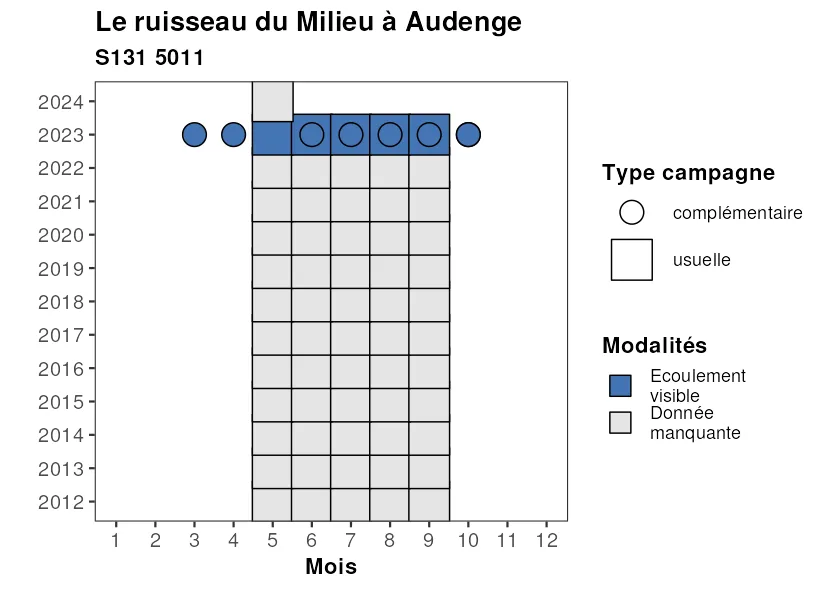 Le ruisseau du Milieu à Audenge
S131 5011
2024
2023
2022
2021
2020
2019
2018
2017
2016
2015
2014
2013
2012
1 2 3 4 5 6 7 8 9 10 11 12
Mois
Type campagne
complémentaire
usuelle
Modalités
Ecoulement
visible
Donnée
manquante